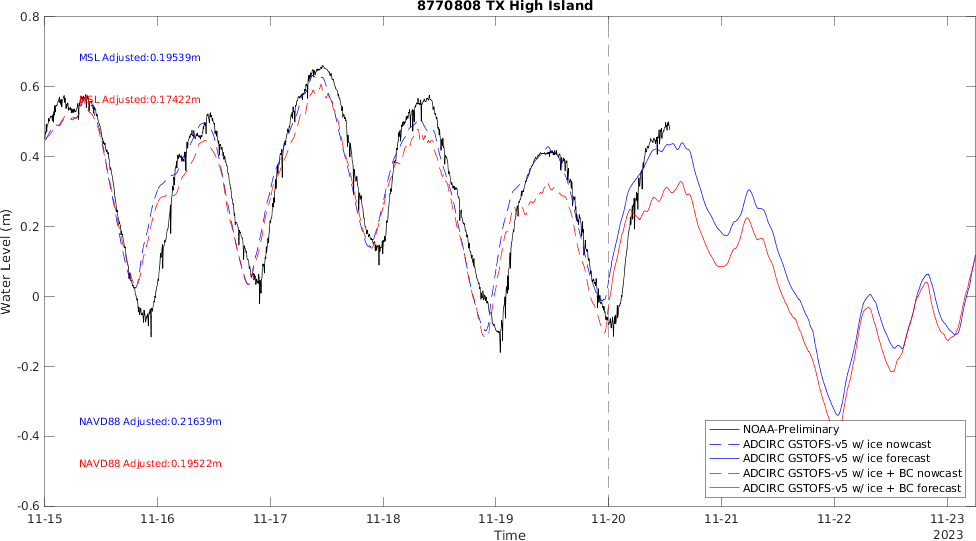 8770808 TX High Island
0.8
0.6
0.4
0.2
0
-0.2
-0.4
-0.6
Water Level (m)
MSL Adjusted:0.19539m
MSL Adjusted:0.17422m
NAVD88 Adjusted:0.21639m
NAVD88 Adjusted:0.19522m
NOAA-Preliminary
ADCIRC GSTOFS-v5 w/ ice nowcast
ADCIRC GSTOFS-v5 w/ ice forecast
ADCIRC GSTOFS-v5 w/ice + BC nowcast
ADCIRC GSTOFS-v5 w/ice + BC forecast
11-15 11-16 11-17 11-18 11-19 11-20 11-21 11-22 11-23
Time
2023